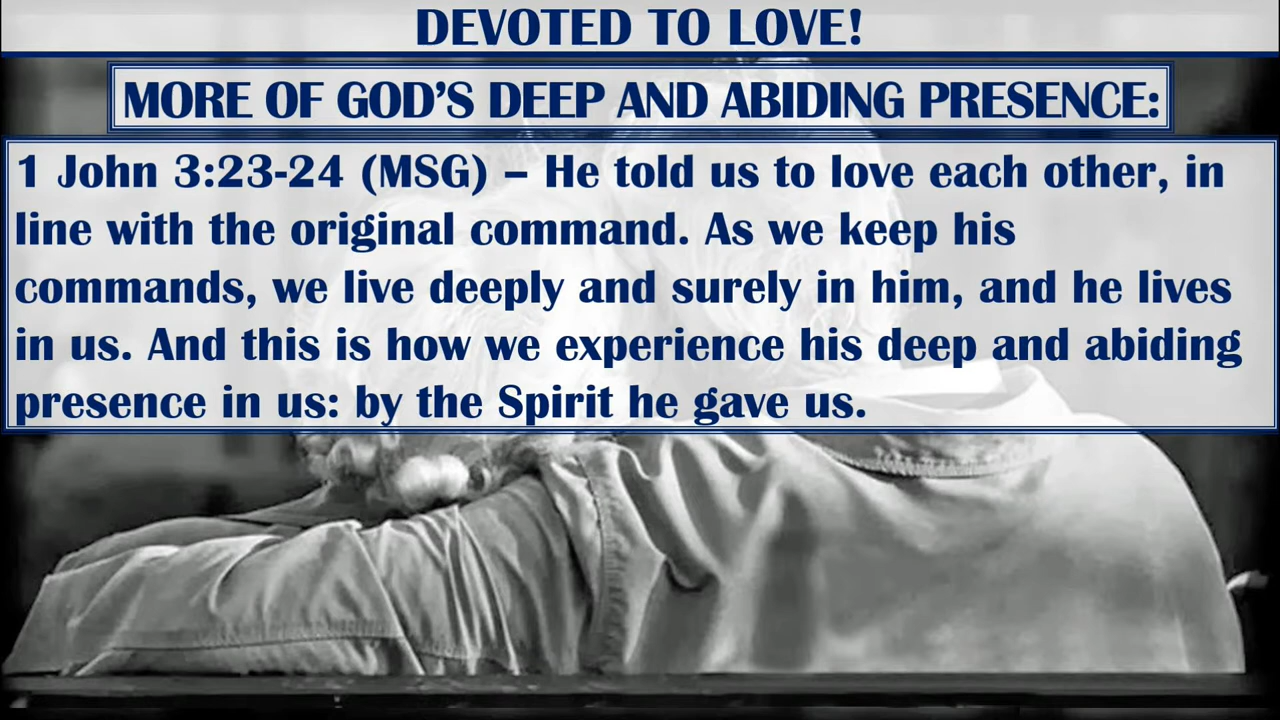 DEVOTED TO LOVE!
MORE OF GOD’S DEEP AND ABIDING PRESENCE:
1 John 3:23-24 (MSG) – He told us to love each other, in
line with the original command. As we keep his
commands, we live deeply and surely in him, and he lives
in us. And this is how we experience his deep and abiding
presence in us: by the Spirit he gave us.